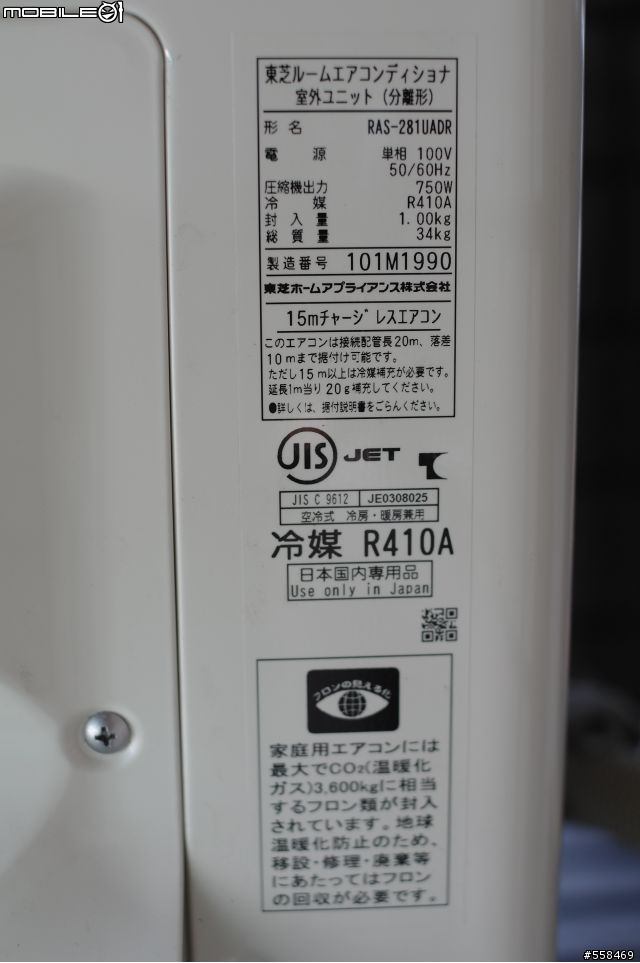 MOBILE01
東芝ルームエアコンディショナ
室外ユニット (分離形)
形名 RAS-281UADR
電源 単相 100V
50/60Hz
圧縮機出力 750W
冷媒 R410A
封入量 1.00kg
総質量 34kg
製造番号 101M1990
東芝ホームアプライアンス株式会社
15mチャージレスエアコン
このエアコンは接続配管長20m、落差
10mまで据付け可能です。
ただし15m以上は冷媒補充が必要です。
延長1m当り20g補充してください。
●詳しくは、据付説明書をごらんください。
JIS JET
JIS C 9612 JE0308025
空冷式 冷房・暖房兼用
冷媒 R410A
日本国内専用品
Use only in Japan
フロンの見える化
家庭用エアコンには
最大でCO₂(温暖化
ガス)3,600kgに相当
するフロン類が封入
されています。地球
温暖化防止のため、
移設・修理・廃棄等
にあたってはフロン
の回収が必要です。
#558469